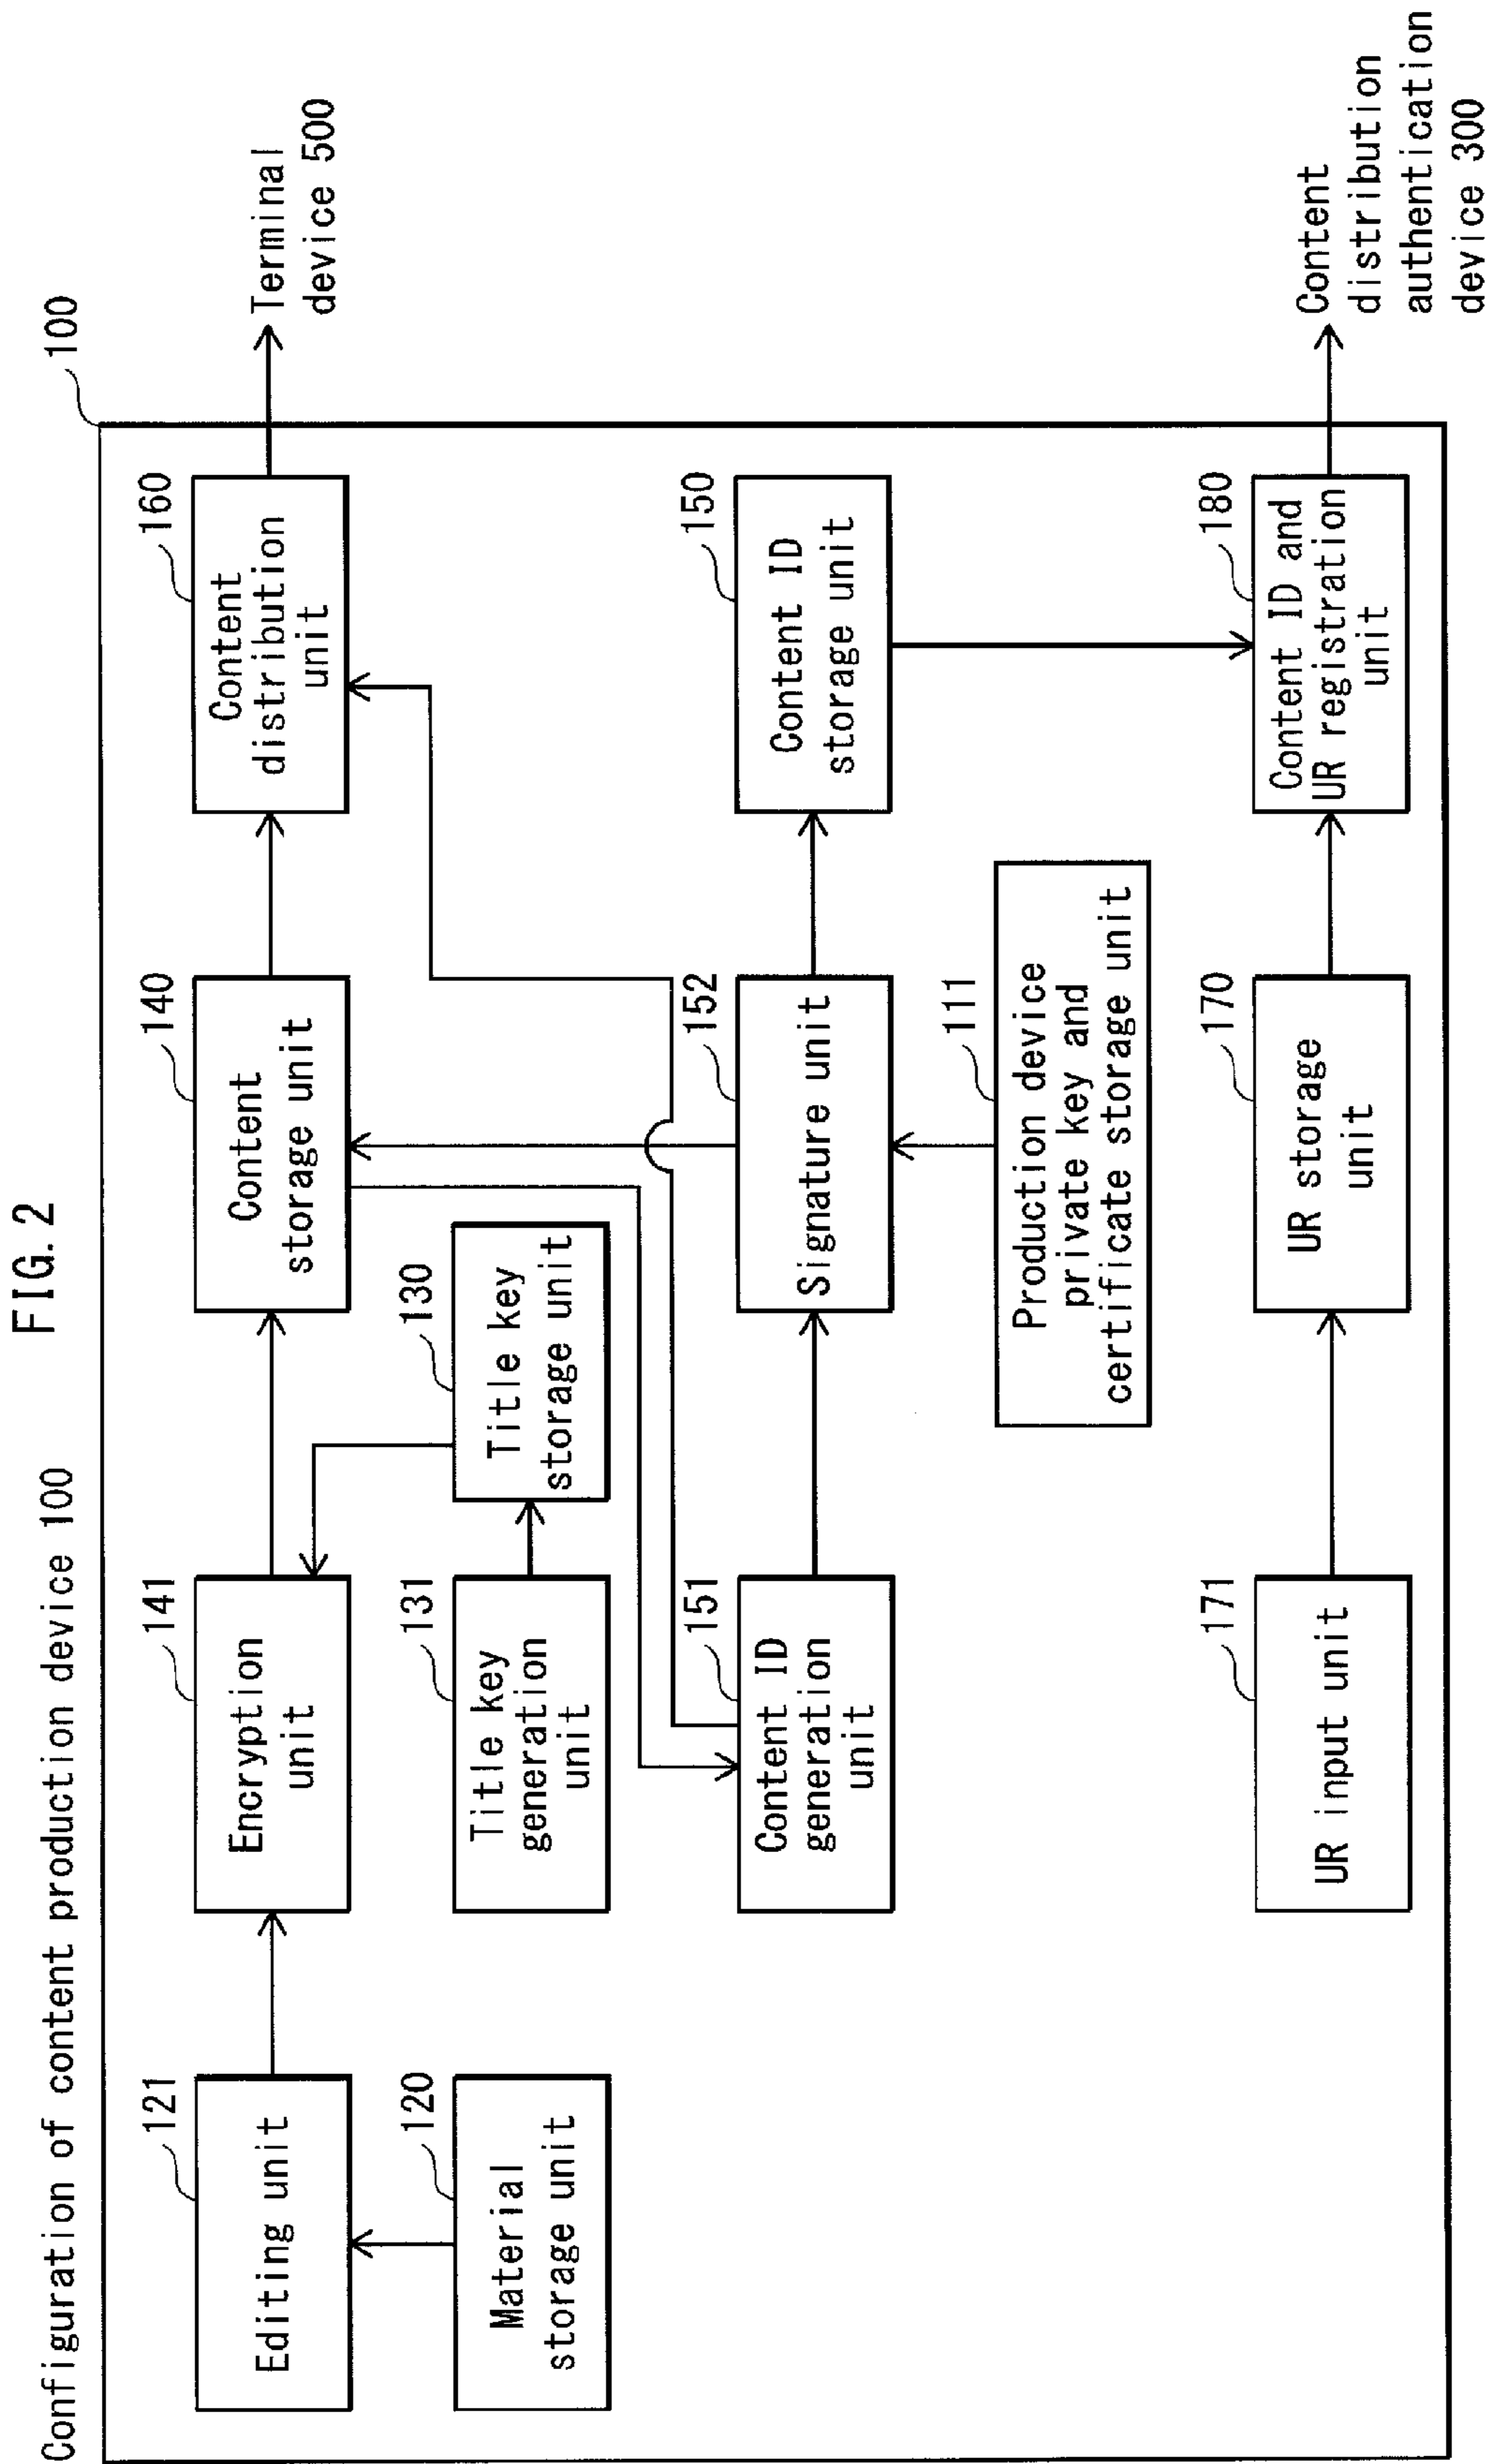 FIG. 2
Configuration of content production device 100
100
121
Editing unit
141
Encryption
unit
140
Content
storage unit
160
Content
distribution
unit
Terminal
device 500
120
Material
storage unit
131
Title key
generation
unit
130
Title key
storage unit
151
Content ID
generation
unit
152
Signature unit
150
Content ID
storage unit
111
Production device
private key and
certificate storage unit
171
UR input unit
170
UR storage
unit
180
Content ID and
UR registration
unit
Content
distribution
authentication
device 300